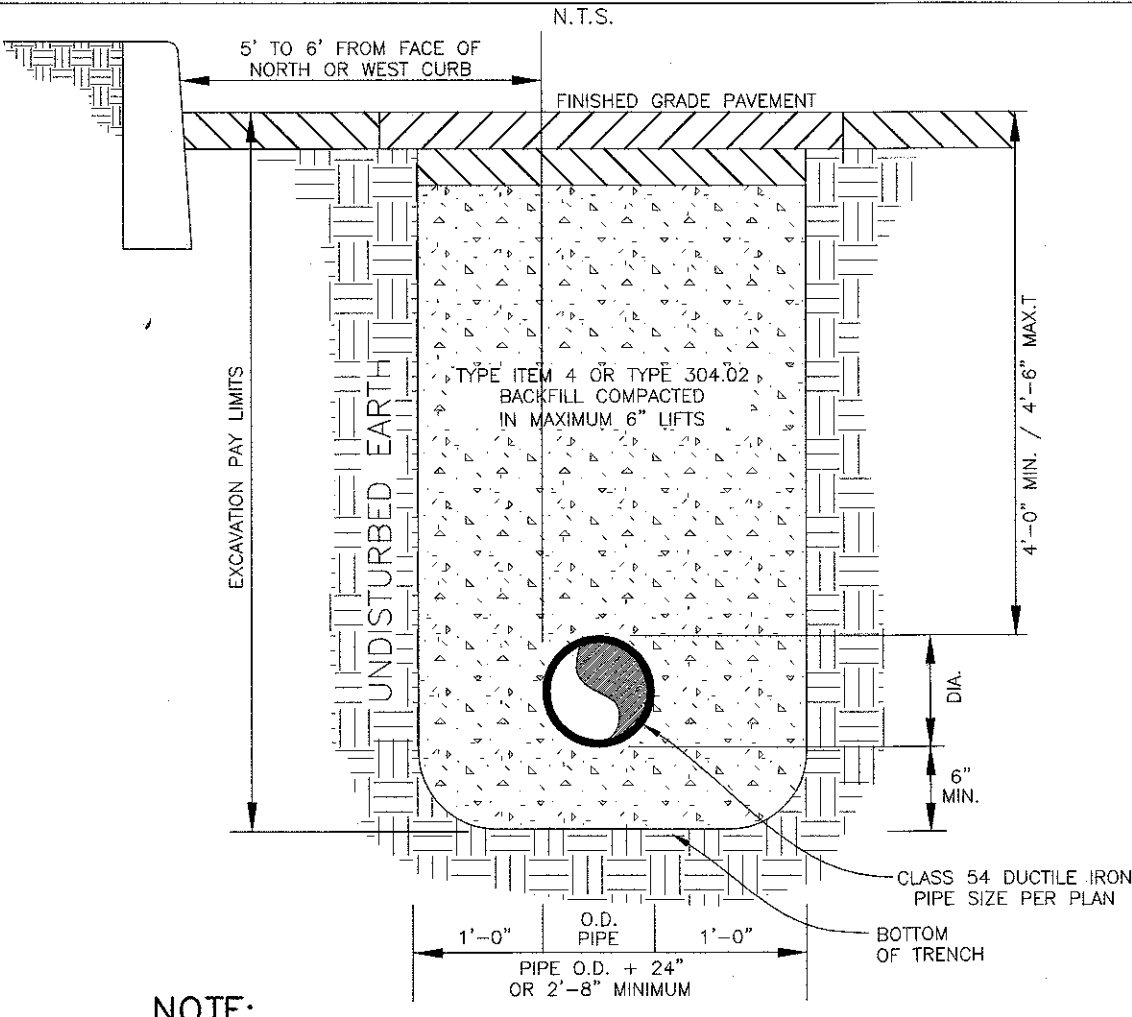 N.T.S.
5' TO 6' FROM FACE OF
NORTH OR WEST CURB
FINISHED GRADE PAVEMENT
EXCAVATION PAY LIMITS
UNDISTURBED EARTH
TYPE ITEM 4 OR TYPE 304.02
BACKFILL COMPACTED
IN MAXIMUM 6" LIFTS
4'-0" MIN. / 4'-6" MAX.T
DIA.
6"
MIN.
CLASS 54 DUCTILE IRON
PIPE SIZE PER PLAN
BOTTOM
OF TRENCH
1'-0"
O.D.
PIPE
1'-0"
PIPE O.D. + 24"
OR 2'-8" MINIMUM
NOTE: